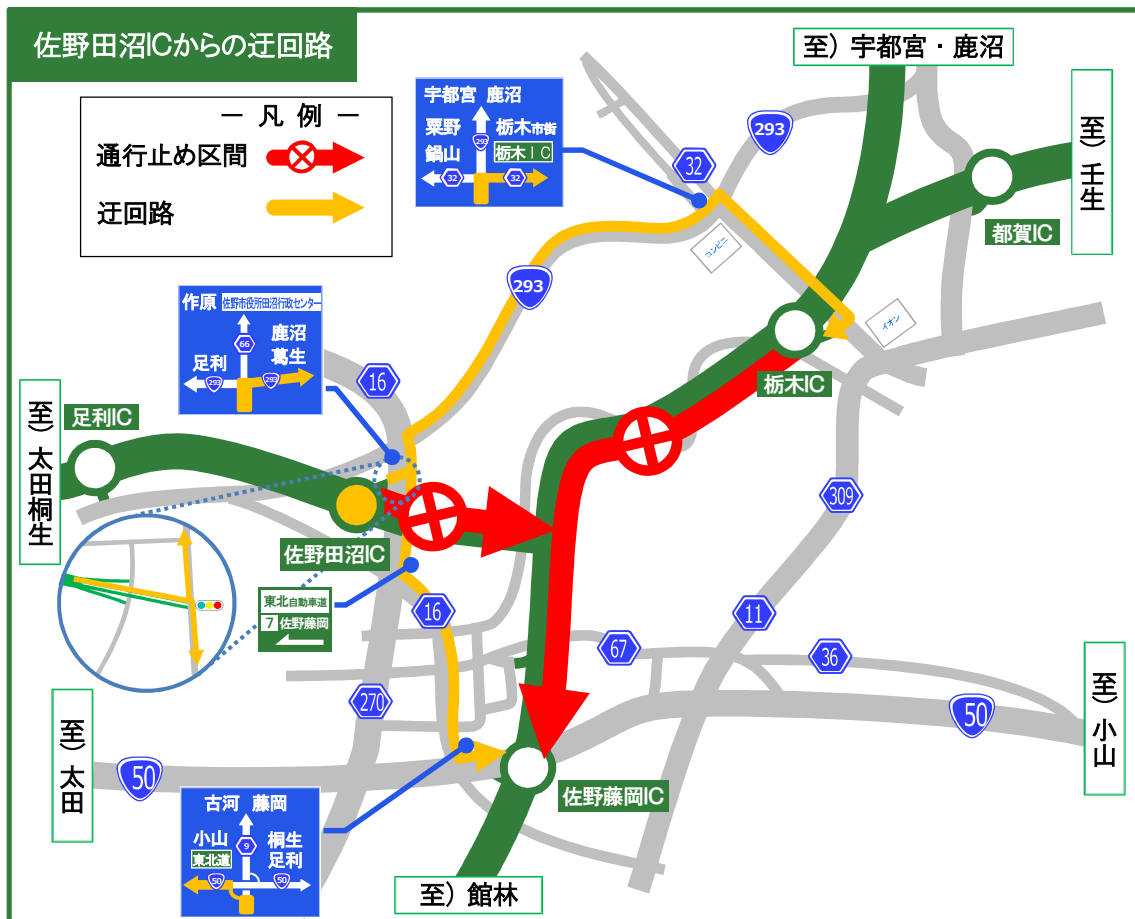 佐野田沼ICからの迂回路
― 凡 例 ―
通行止め区間
迂回路
至）宇都宮・鹿沼
至）壬生
宇都宮 鹿沼
粟野
鍋山
栃木市街
栃木ＩＣ
293
32
32
32
293
都賀IC
コンビニ
イオン
293
栃木IC
作原
佐野市役所田沼行政センター
66
鹿沼
葛生
足利
293
293
16
至）太田桐生
足利IC
佐野田沼IC
309
東北自動車道
7 佐野藤岡
16
11
67
36
270
50
50
至）太田
至）小山
佐野藤岡IC
古河 藤岡
小山
東北道
9
桐生
足利
50
50
至）館林